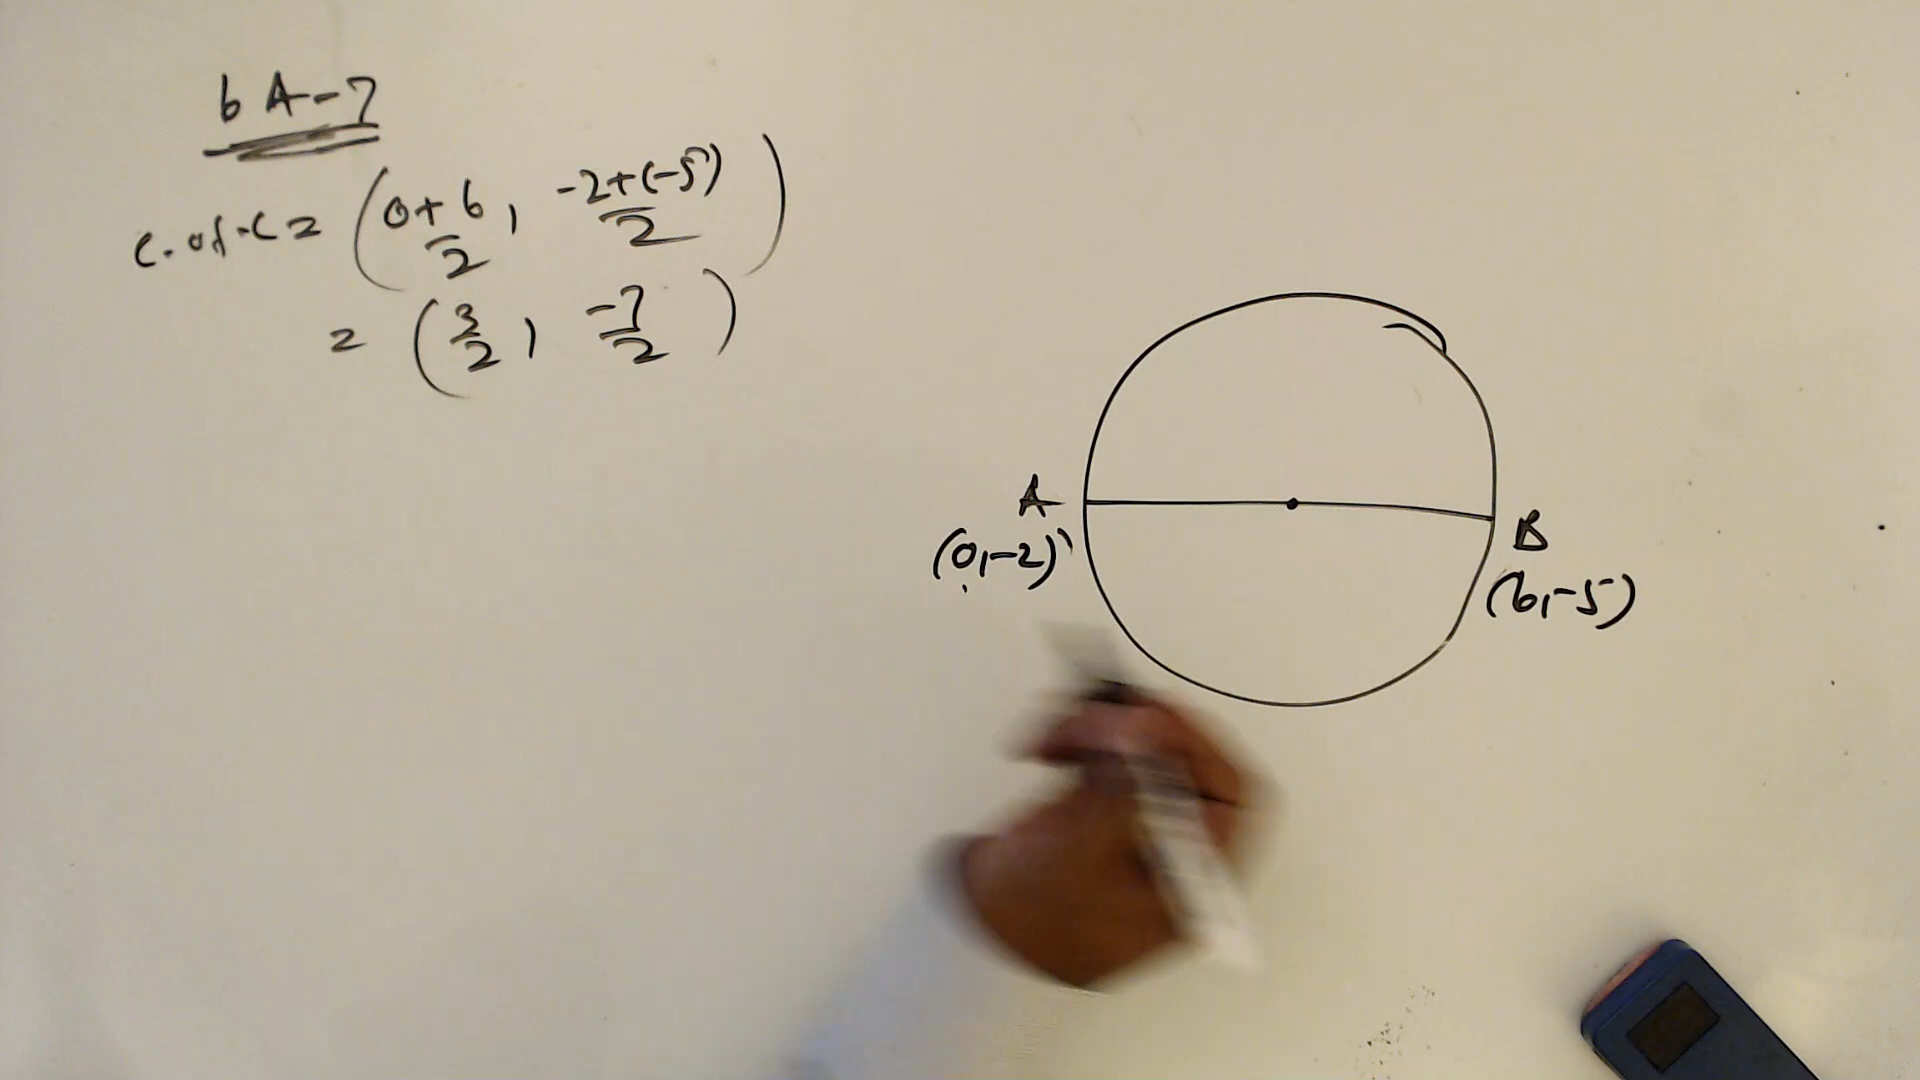 6A-7
C. of. C = (0+6/2, -2+(-5)/2)
= (3/2, -7/2)
A
(0,-2)
B
(6,-5)